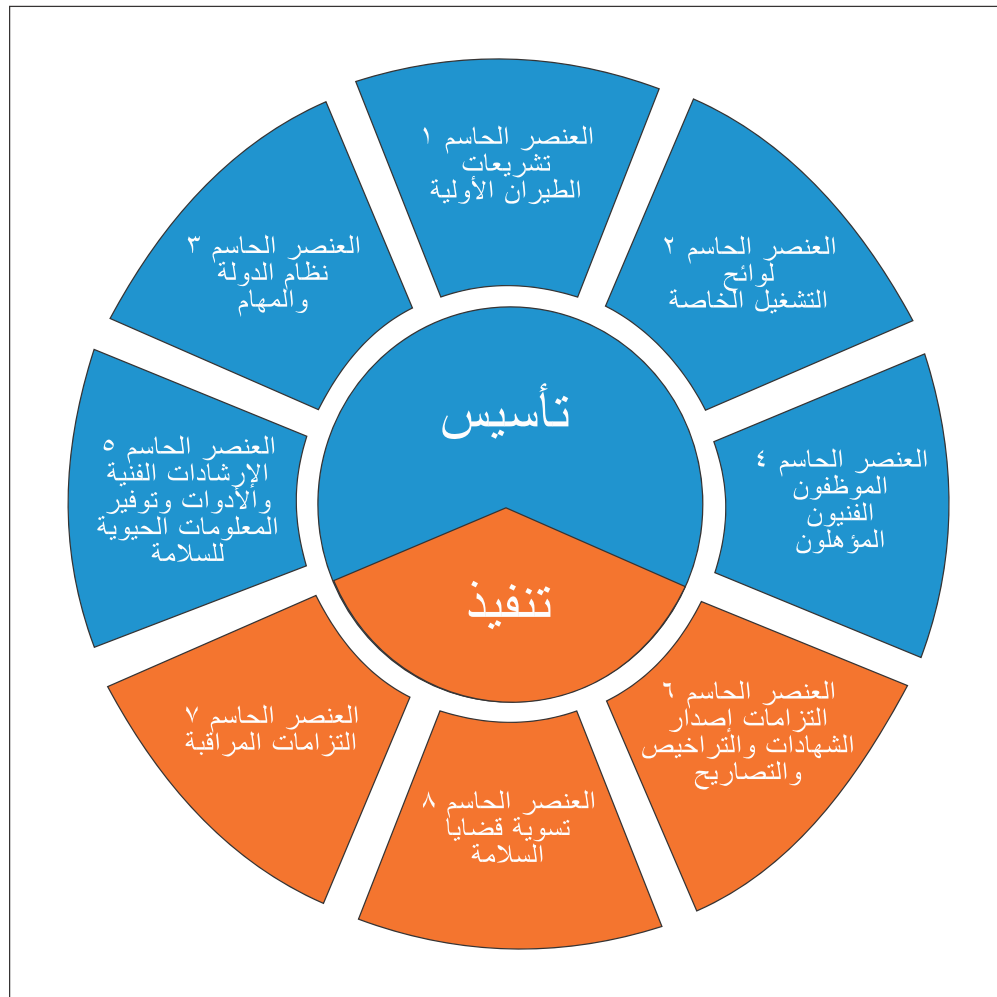 العنصر الحاسم ١
تشريعات
الطيران الأولية
العنصر الحاسم ٢
لوائح
التشغيل الخاصة
العنصر الحاسم ٣
نظام الدولة
والمهام
العنصر الحاسم ٤
الموظفون
الفنيون
المؤهلون
العنصر الحاسم ٥
الإرشادات الفنية
والأدوات وتوفير
المعلومات الحيوية
للسلامة
العنصر الحاسم ٦
التزامات إصدار
الشهادات والتراخيص
والتصاريح
العنصر الحاسم ٧
التزامات المراقبة
العنصر الحاسم ٨
تسوية قضايا
السلامة
تأسيس
تنفيذ